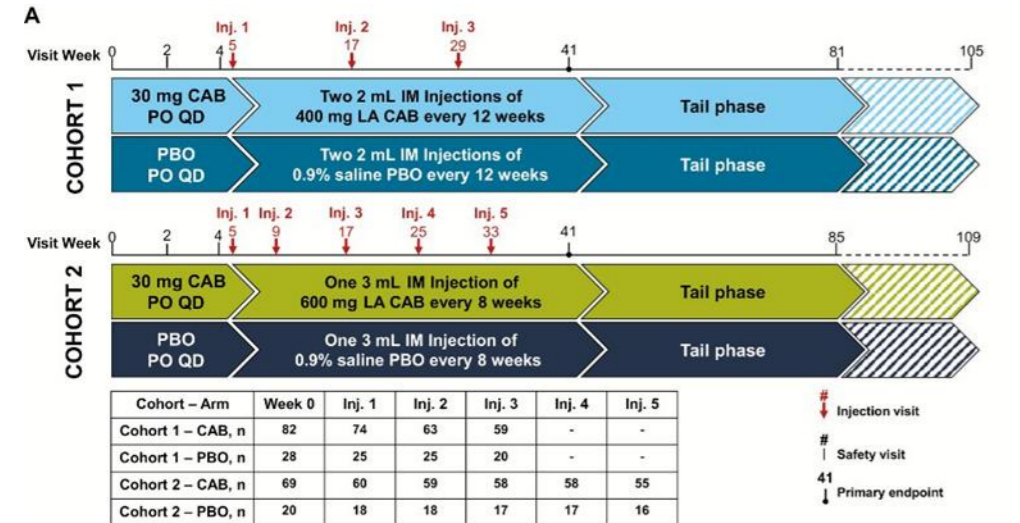 A
Inj. 1 Inj. 2 Inj. 3
Visit Week 0 2 4 5 17 29 41 81 105
COHORT 1
30 mg CAB
PO QD
Two 2 mL IM Injections of
400 mg LA CAB every 12 weeks
Tail phase
PBO
PO QD
Two 2 mL IM Injections of
0.9% saline PBO every 12 weeks
Tail phase
Inj. 1 Inj. 2 Inj. 3 Inj. 4 Inj. 5
Visit Week 0 2 4 5 9 17 25 33 41 85 109
COHORT 2
30 mg CAB
PO QD
One 3 mL IM Injection of
600 mg LA CAB every 8 weeks
Tail phase
PBO
PO QD
One 3 mL IM Injection of
0.9% saline PBO every 8 weeks
Tail phase
Cohort – Arm Week 0 Inj. 1 Inj. 2 Inj. 3 Inj. 4 Inj. 5
Cohort 1 – CAB, n 82 74 63 59 - -
Cohort 1 – PBO, n 28 25 25 20 - -
Cohort 2 – CAB, n 69 60 59 58 58 55
Cohort 2 – PBO, n 20 18 18 17 17 16
# Injection visit
# Safety visit
41 Primary endpoint